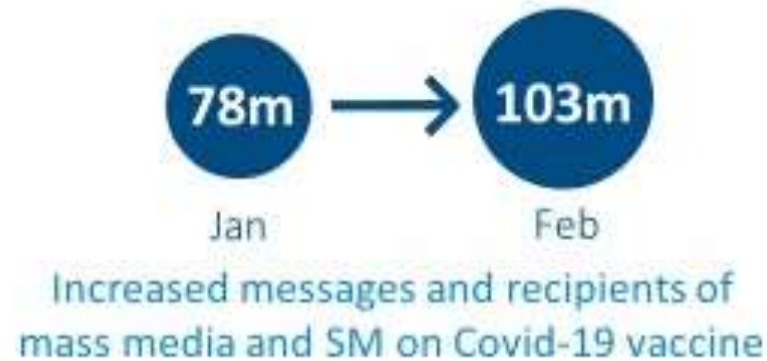 78m 103m
Jan Feb
Increased messages and recipients of
mass media and SM on Covid-19 vaccine